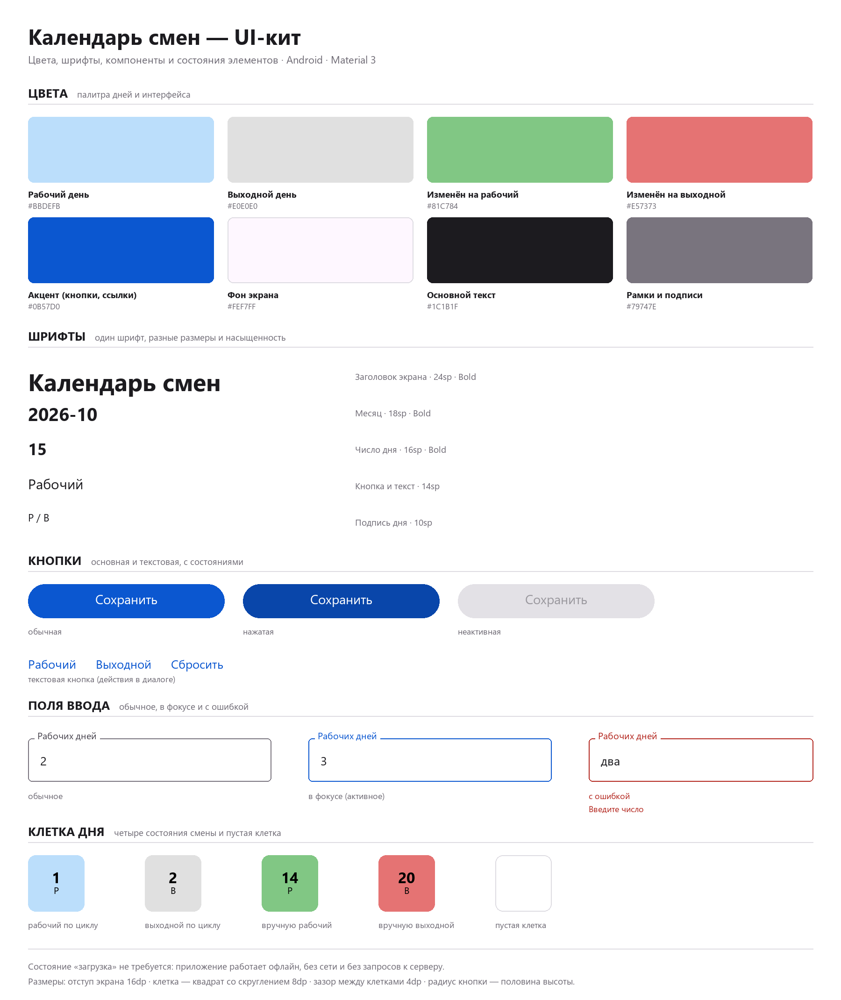 Календарь смен — UI-кит
Цвета, шрифты, компоненты и состояния элементов · Android · Material 3
ЦВЕТА палитра дней и интерфейса
Рабочий день
#BBDEFB
Выходной день
#E0E0E0
Изменён на рабочий
#81C784
Изменён на выходной
#E57373
Акцент (кнопки, ссылки)
#0B57D0
Фон экрана
#FEF7FF
Основной текст
#1C1B1F
Рамки и подписи
#79747E
ШРИФТЫ один шрифт, разные размеры и насыщенность
Календарь смен
Заголовок экрана · 24sp · Bold
2026-10
Месяц · 18sp · Bold
15
Число дня · 16sp · Bold
Рабочий
Кнопка и текст · 14sp
Р / В
Подпись дня · 10sp
КНОПКИ основная и текстовая, с состояниями
Сохранить
обычная
Сохранить
нажатая
Сохранить
неактивная
Рабочий Выходной Сбросить
текстовая кнопка (действия в диалоге)
ПОЛЯ ВВОДА обычное, в фокусе и с ошибкой
Рабочих дней
2
обычное
Рабочих дней
3
в фокусе (активное)
Рабочих дней
два
с ошибкой
Введите число
КЛЕТКА ДНЯ четыре состояния смены и пустая клетка
1
Р
рабочий по циклу
2
В
выходной по циклу
14
Р
вручную рабочий
20
В
вручную выходной
пустая клетка
Состояние «загрузка» не требуется: приложение работает офлайн, без сети и без запросов к серверу.
Размеры: отступ экрана 16dp · клетка — квадрат со скруглением 8dp · зазор между клетками 4dp · радиус кнопки — половина высоты.